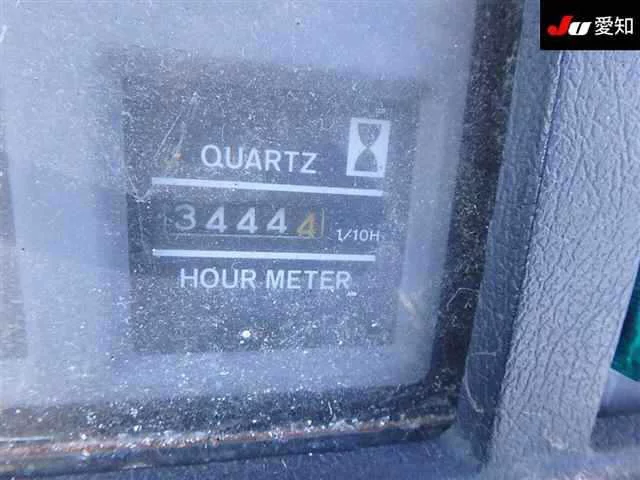 JU 愛知
QUARTZ
34444
1/10H
HOUR METER